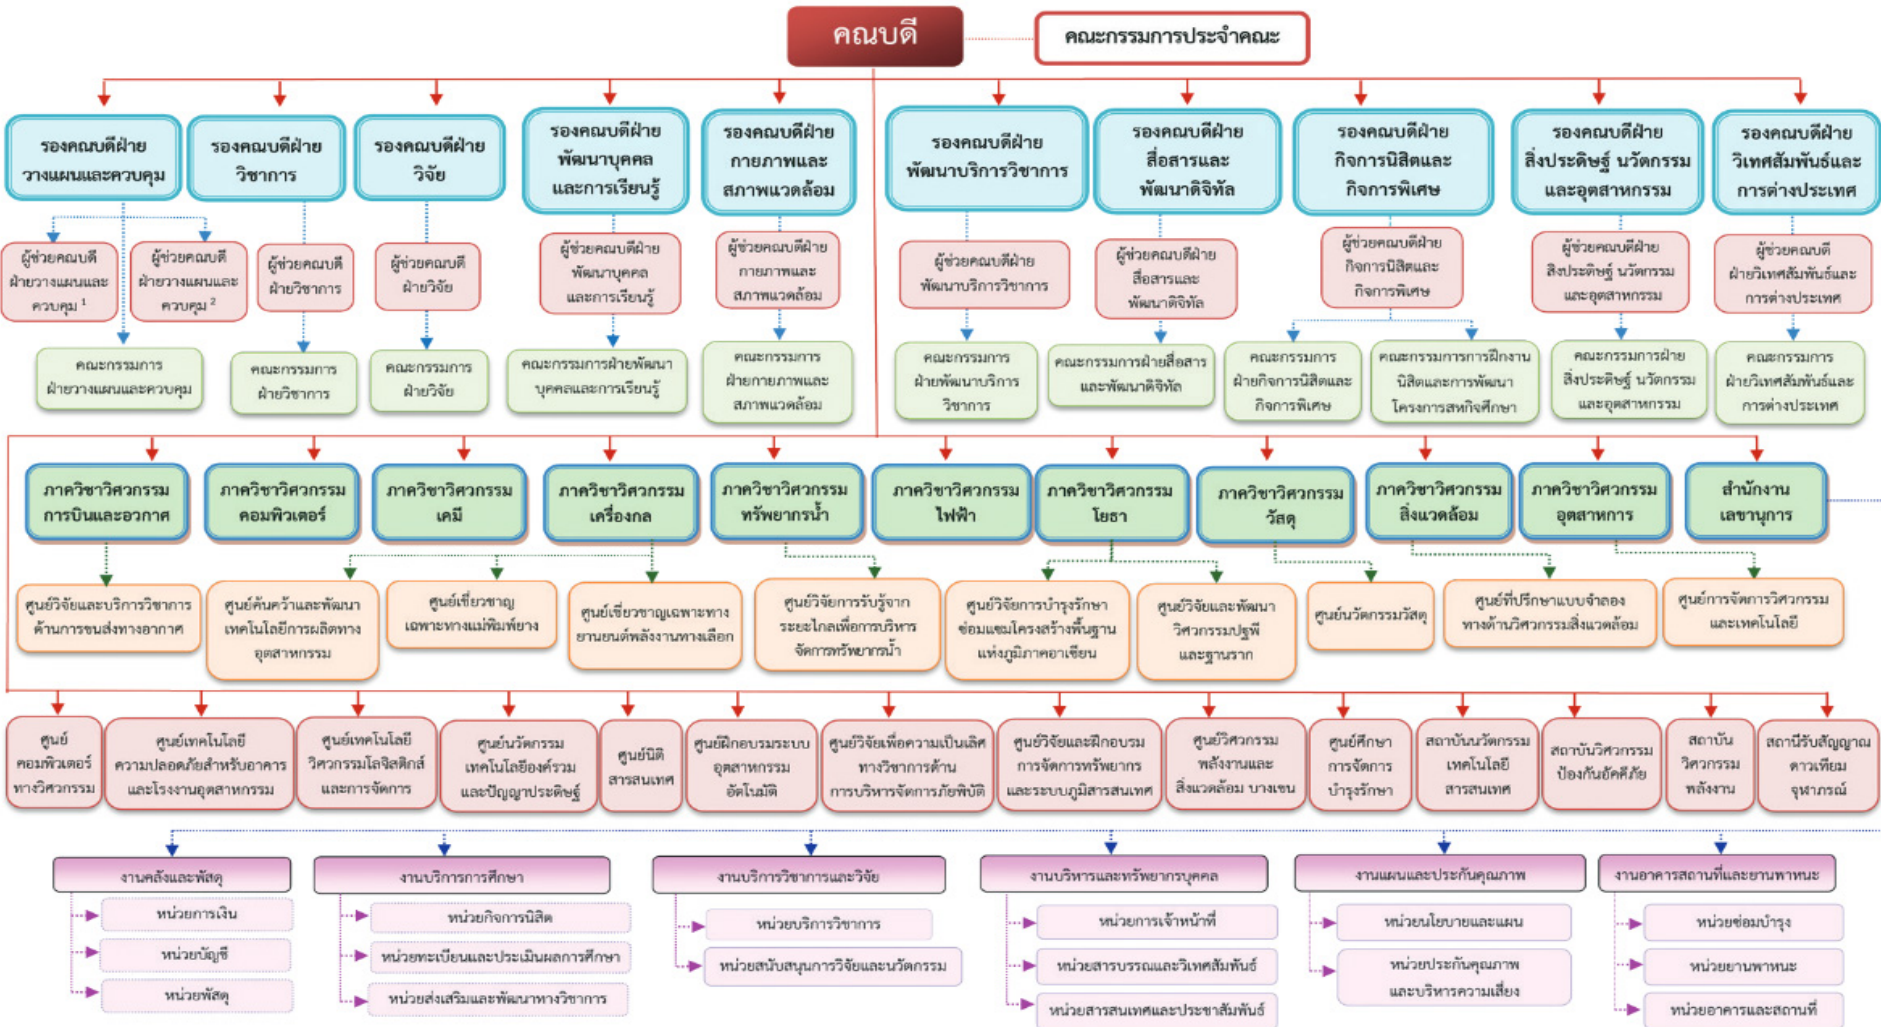 คณบดี
คณะกรรมการประจำคณะ
รองคณบดีฝ่าย
วางแผนและควบคุม
รองคณบดีฝ่าย
วิชาการ
รองคณบดีฝ่าย
วิจัย
รองคณบดีฝ่าย
พัฒนาบุคคล
และการเรียนรู้
รองคณบดีฝ่าย
กายภาพและ
สภาพแวดล้อม
รองคณบดีฝ่าย
พัฒนาบริการวิชาการ
รองคณบดีฝ่าย
สื่อสารและ
พัฒนาดิจิทัล
รองคณบดีฝ่าย
กิจการนิสิตและ
กิจการพิเศษ
รองคณบดีฝ่าย
สิ่งประดิษฐ์ นวัตกรรม
และอุตสาหกรรม
รองคณบดีฝ่าย
วิเทศสัมพันธ์และ
การต่างประเทศ
ผู้ช่วยคณบดี
ฝ่ายวางแผนและ
ควบคุม 1
ผู้ช่วยคณบดี
ฝ่ายวางแผนและ
ควบคุม 2
ผู้ช่วยคณบดี
ฝ่ายวิชาการ
ผู้ช่วยคณบดี
ฝ่ายวิจัย
ผู้ช่วยคณบดีฝ่าย
พัฒนาบุคคล
และการเรียนรู้
ผู้ช่วยคณบดีฝ่าย
กายภาพและ
สภาพแวดล้อม
ผู้ช่วยคณบดีฝ่าย
พัฒนาบริการวิชาการ
ผู้ช่วยคณบดีฝ่าย
สื่อสารและ
พัฒนาดิจิทัล
ผู้ช่วยคณบดีฝ่าย
กิจการนิสิตและ
กิจการพิเศษ
ผู้ช่วยคณบดีฝ่าย
สิ่งประดิษฐ์ นวัตกรรม
และอุตสาหกรรม
ผู้ช่วยคณบดี
ฝ่ายวิเทศสัมพันธ์และ
การต่างประเทศ
คณะกรรมการ
ฝ่ายวางแผนและควบคุม
คณะกรรมการ
ฝ่ายวิชาการ
คณะกรรมการ
ฝ่ายวิจัย
คณะกรรมการฝ่ายพัฒนา
บุคคลและการเรียนรู้
คณะกรรมการ
ฝ่ายกายภาพและ
สภาพแวดล้อม
คณะกรรมการ
ฝ่ายพัฒนาบริการ
วิชาการ
คณะกรรมการฝ่ายสื่อสาร
และพัฒนาดิจิทัล
คณะกรรมการ
ฝ่ายกิจการนิสิตและ
กิจการพิเศษ
คณะกรรมการการฝึกงาน
นิสิตและการพัฒนา
โครงการสหกิจศึกษา
คณะกรรมการฝ่าย
สิ่งประดิษฐ์ นวัตกรรม
และอุตสาหกรรม
คณะกรรมการ
ฝ่ายวิเทศสัมพันธ์และ
การต่างประเทศ
ภาควิชาวิศวกรรม
การบินและอวกาศ
ภาควิชาวิศวกรรม
คอมพิวเตอร์
ภาควิชาวิศวกรรม
เคมี
ภาควิชาวิศวกรรม
เครื่องกล
ภาควิชาวิศวกรรม
ทรัพยากรน้ำ
ภาควิชาวิศวกรรม
ไฟฟ้า
ภาควิชาวิศวกรรม
โยธา
ภาควิชาวิศวกรรม
วัสดุ
ภาควิชาวิศวกรรม
สิ่งแวดล้อม
ภาควิชาวิศวกรรม
อุตสาหการ
สำนักงาน
เลขานุการ
ศูนย์วิจัยและบริการวิชาการ
ด้านการขนส่งทางอากาศ
ศูนย์ค้นคว้าและพัฒนา
เทคโนโลยีการผลิตทาง
อุตสาหกรรม
ศูนย์เชี่ยวชาญ
เฉพาะทางแม่พิมพ์ยาง
ศูนย์เชี่ยวชาญเฉพาะทาง
ยานยนต์พลังงานทางเลือก
ศูนย์วิจัยการรับรู้จาก
ระยะไกลเพื่อการบริหาร
จัดการทรัพยากรน้ำ
ศูนย์วิจัยการบำรุงรักษา
ซ่อมแซมโครงสร้างพื้นฐาน
แห่งภูมิภาคอาเซียน
ศูนย์วิจัยและพัฒนา
วิศวกรรมปฐพี
และฐานราก
ศูนย์นวัตกรรมวัสดุ
ศูนย์ที่ปรึกษาแบบจำลอง
ทางด้านวิศวกรรมสิ่งแวดล้อม
ศูนย์การจัดการวิศวกรรม
และเทคโนโลยี
ศูนย์
คอมพิวเตอร์
ทางวิศวกรรม
ศูนย์เทคโนโลยี
ความปลอดภัยสำหรับอาคาร
และโรงงานอุตสาหกรรม
ศูนย์เทคโนโลยี
วิศวกรรมโลจิสติกส์
และการจัดการ
ศูนย์นวัตกรรม
เทคโนโลยีองค์รวม
และปัญญาประดิษฐ์
ศูนย์นิติ
สารสนเทศ
ศูนย์ฝึกอบรมระบบ
อุตสาหกรรม
อัตโนมัติ
ศูนย์วิจัยเพื่อความเป็นเลิศ
ทางวิชาการด้าน
การบริหารจัดการภัยพิบัติ
ศูนย์วิจัยและฝึกอบรม
การจัดการทรัพยากร
และระบบภูมิสารสนเทศ
ศูนย์วิศวกรรม
พลังงานและ
สิ่งแวดล้อม บางเขน
ศูนย์ศึกษา
การจัดการ
บำรุงรักษา
สถาบันนวัตกรรม
เทคโนโลยี
สารสนเทศ
สถาบันวิศวกรรม
ป้องกันอัคคีภัย
สถาบัน
วิศวกรรม
พลังงาน
สถานีรับสัญญาณ
ดาวเทียม
จุฬาภรณ์
งานคลังและพัสดุ
หน่วยการเงิน
หน่วยบัญชี
หน่วยพัสดุ
งานบริการการศึกษา
หน่วยกิจการนิสิต
หน่วยทะเบียนและประเมินผลการศึกษา
หน่วยส่งเสริมและพัฒนาทางวิชาการ
งานบริการวิชาการและวิจัย
หน่วยบริการวิชาการ
หน่วยสนับสนุนการวิจัยและนวัตกรรม
งานบริหารและทรัพยากรบุคคล
หน่วยการเจ้าหน้าที่
หน่วยสารบรรณและวิเทศสัมพันธ์
หน่วยสารสนเทศและประชาสัมพันธ์
งานแผนและประกันคุณภาพ
หน่วยนโยบายและแผน
หน่วยประกันคุณภาพ
และบริหารความเสี่ยง
งานอาคารสถานที่และยานพาหนะ
หน่วยซ่อมบำรุง
หน่วยยานพาหนะ
หน่วยอาคารและสถานที่